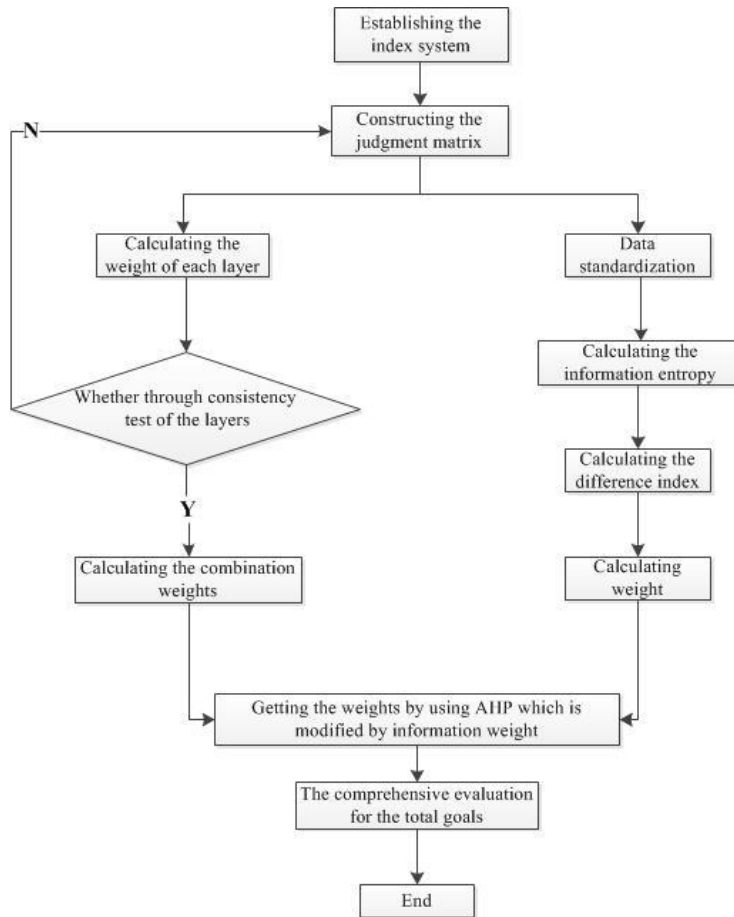 Establishing the
index system
N
Constructing the
judgment matrix
Calculating the
weight of each layer
Data
standardization
Calculating the
information entropy
Whether through consistency
test of the layers
Calculating the
difference index
Y
Calculating the combination
weights
Calculating
weight
Getting the weights by using AHP which is
modified by information weight
The comprehensive evaluation
for the total goals
End